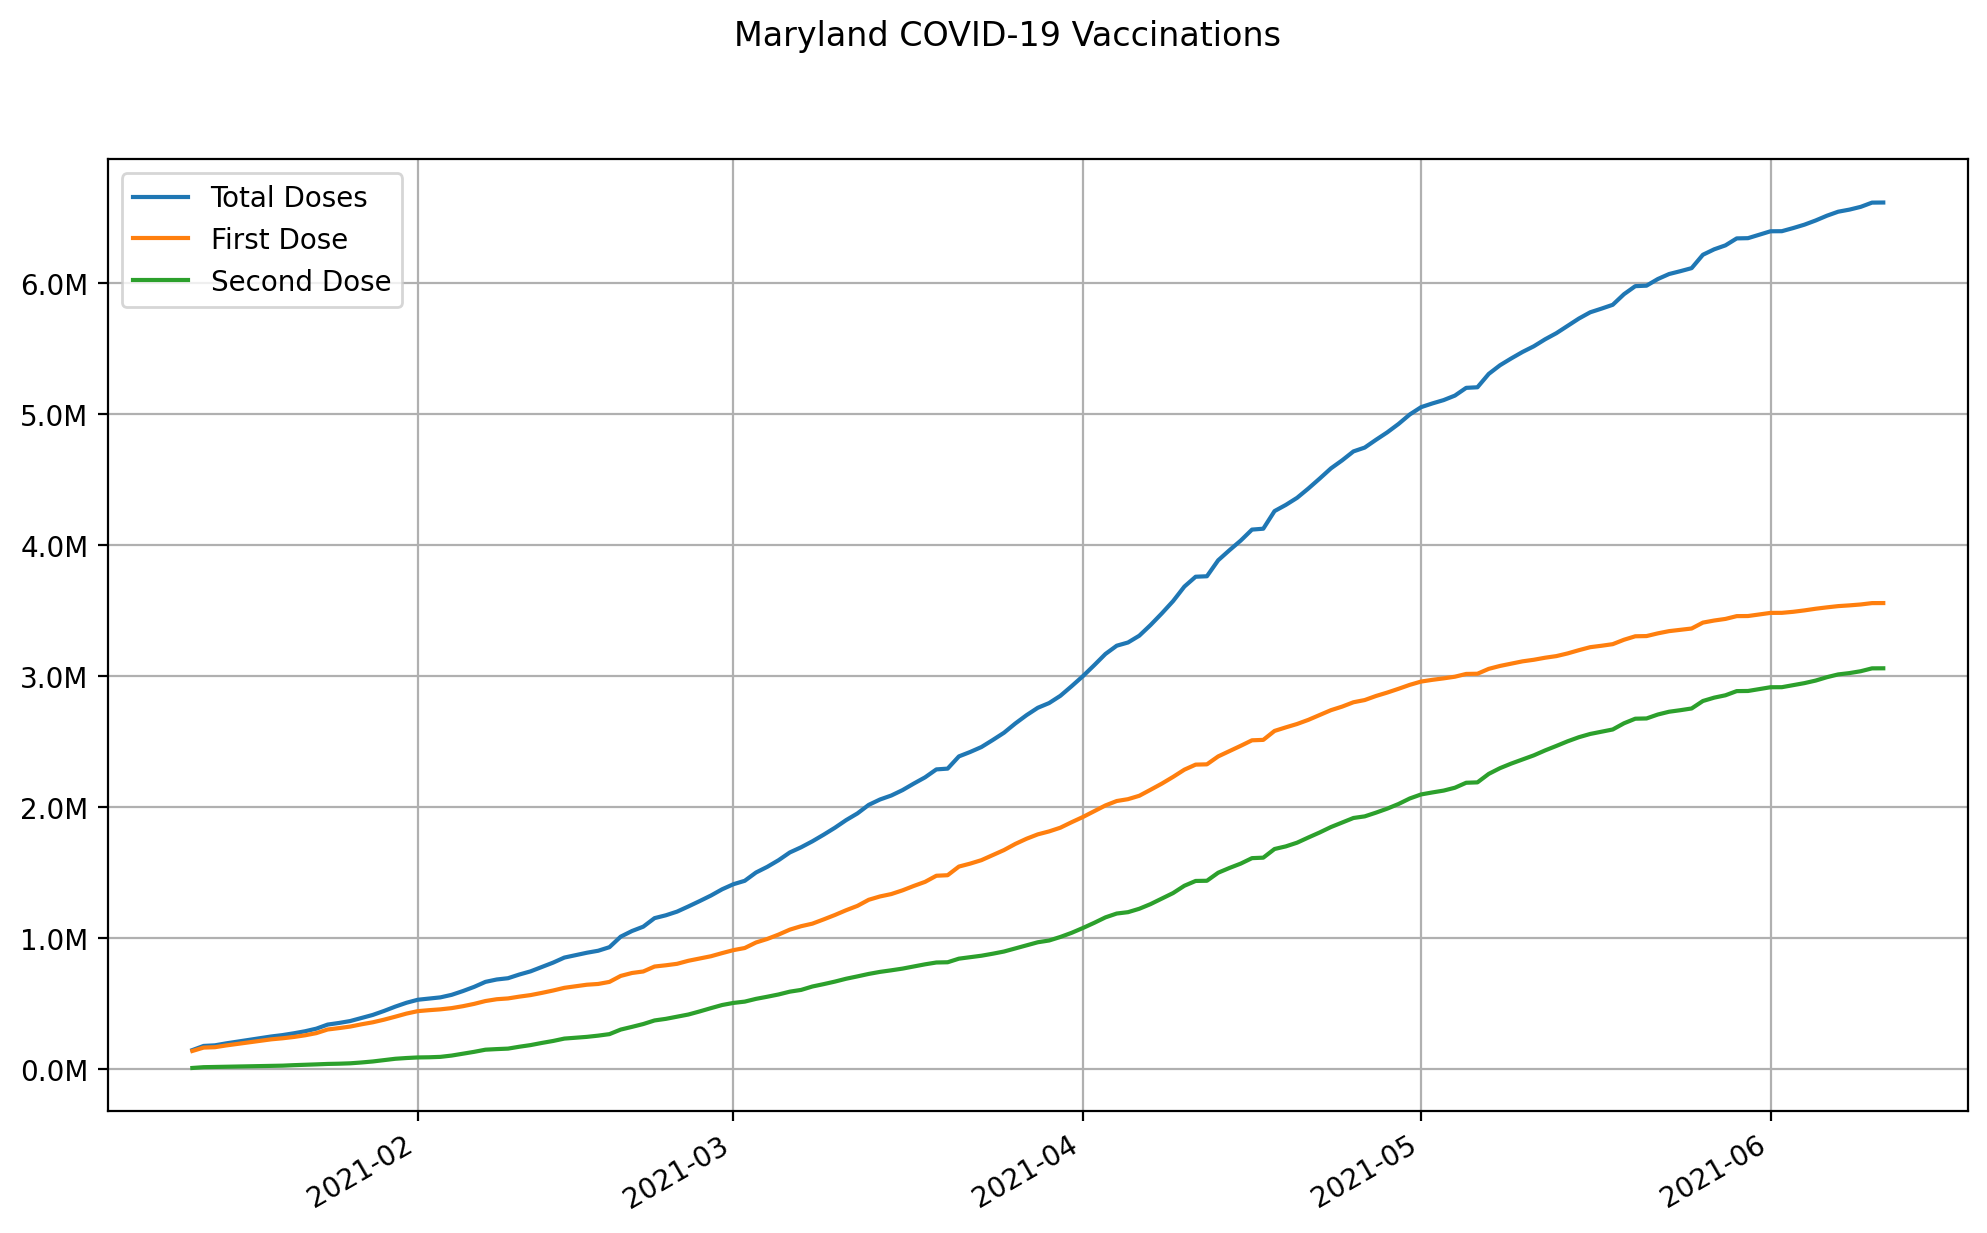 Maryland COVID-19 Vaccinations
Total Doses
First Dose
Second Dose
6.0M
5.0M
4.0M
3.0M
2.0M
1.0M
0.0M
2021-02
2021-03
2021-04
2021-05
2021-06